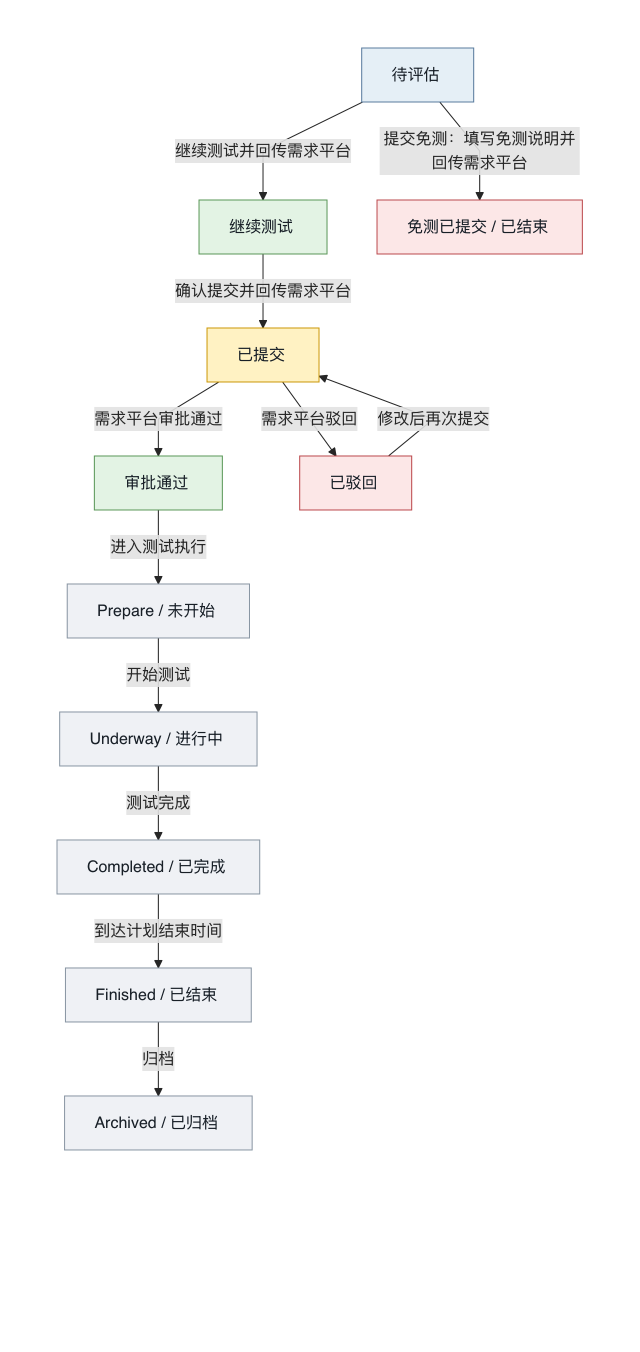 待评估
继续测试并回传需求平台
提交免测：填写免测说明并
回传需求平台
继续测试
免测已提交 / 已结束
确认提交并回传需求平台
已提交
需求平台审批通过
需求平台驳回
修改后再次提交
审批通过
已驳回
进入测试执行
Prepare / 未开始
开始测试
Underway / 进行中
测试完成
Completed / 已完成
到达计划结束时间
Finished / 已结束
归档
Archived / 已归档